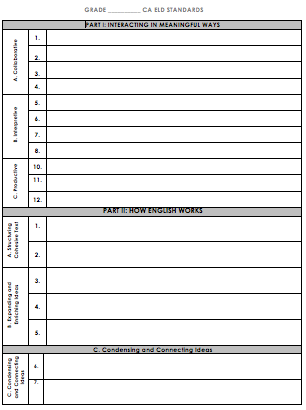 GRADE ________ CA ELD STANDARDS
PART I: INTERACTING IN MEANINGFUL WAYS
A. Collaborative
1.
2.
3.
4.
B. Interpretive
5.
6.
7.
8.
C. Productive
10.
11.
12.
PART II: HOW ENGLISH WORKS
A. Structuring
Cohesive Text
1.
2.
B. Expanding and
Enriching Ideas
3.
4.
5.
C. Condensing and Connecting Ideas
C. Condensing
and Connecting
Ideas
6.
7.